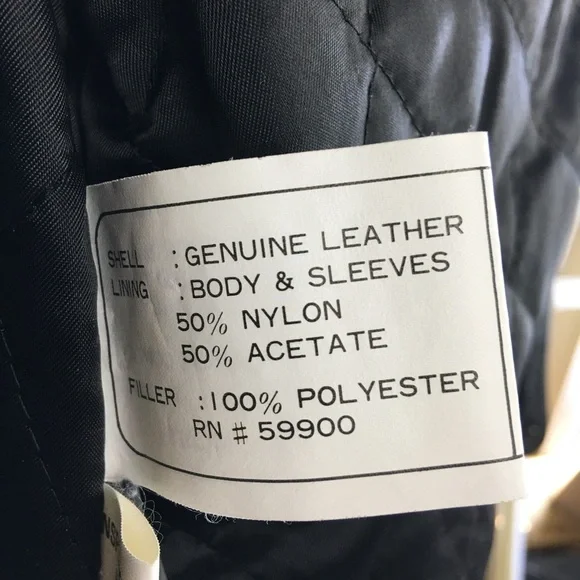 SHELL : GENUINE LEATHER
LINING : BODY & SLEEVES
50% NYLON
50% ACETATE
FILLER : 100% POLYESTER
RN # 59900